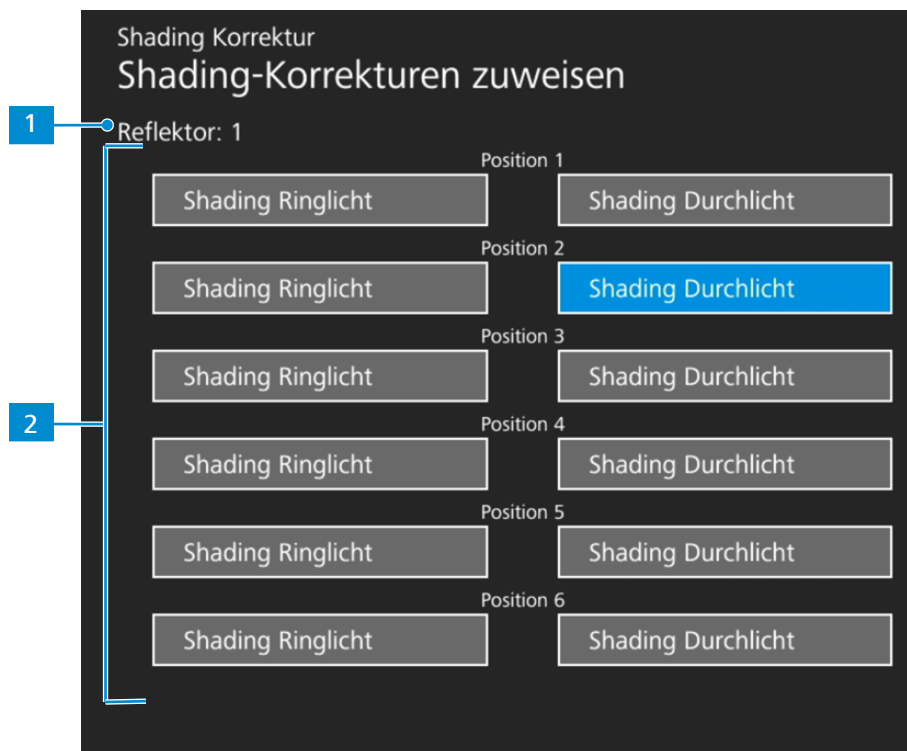 Shading Korrektur
Shading-Korrekturen zuweisen
1
Reflektor: 1
Position 1
Shading Ringlicht
Shading Durchlicht
Position 2
Shading Ringlicht
Shading Durchlicht
Position 3
Shading Ringlicht
Shading Durchlicht
2
Position 4
Shading Ringlicht
Shading Durchlicht
Position 5
Shading Ringlicht
Shading Durchlicht
Position 6
Shading Ringlicht
Shading Durchlicht